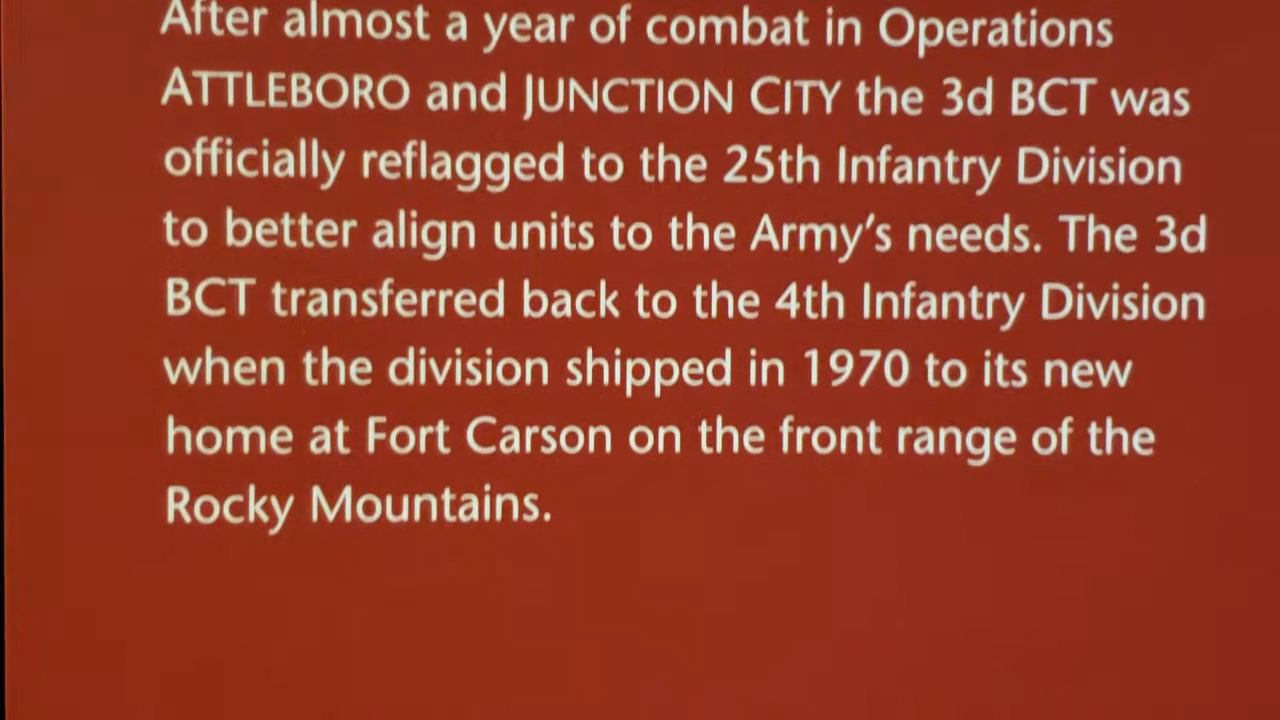 After almost a year of combat in Operations
ATTLEBORO and JUNCTION CITY the 3d BCT was
officially reflagged to the 25th Infantry Division
to better align units to the Army's needs. The 3d
BCT transferred back to the 4th Infantry Division
when the division shipped in 1970 to its new
home at Fort Carson on the front range of the
Rocky Mountains.